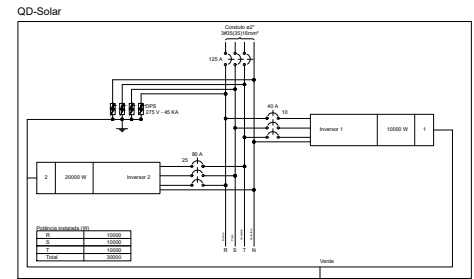 QD-Solar
Conduto ø2"
3#35(35)16mm²
125 A
DPS
275 V - 45 KA
40 A
10
Inversor 1
10000 W
1
80 A
25
2
20000 W
Inversor 2
Potência instalada (W)
R 10000
S 10000
T 10000
Total 30000
R S T N
Verde